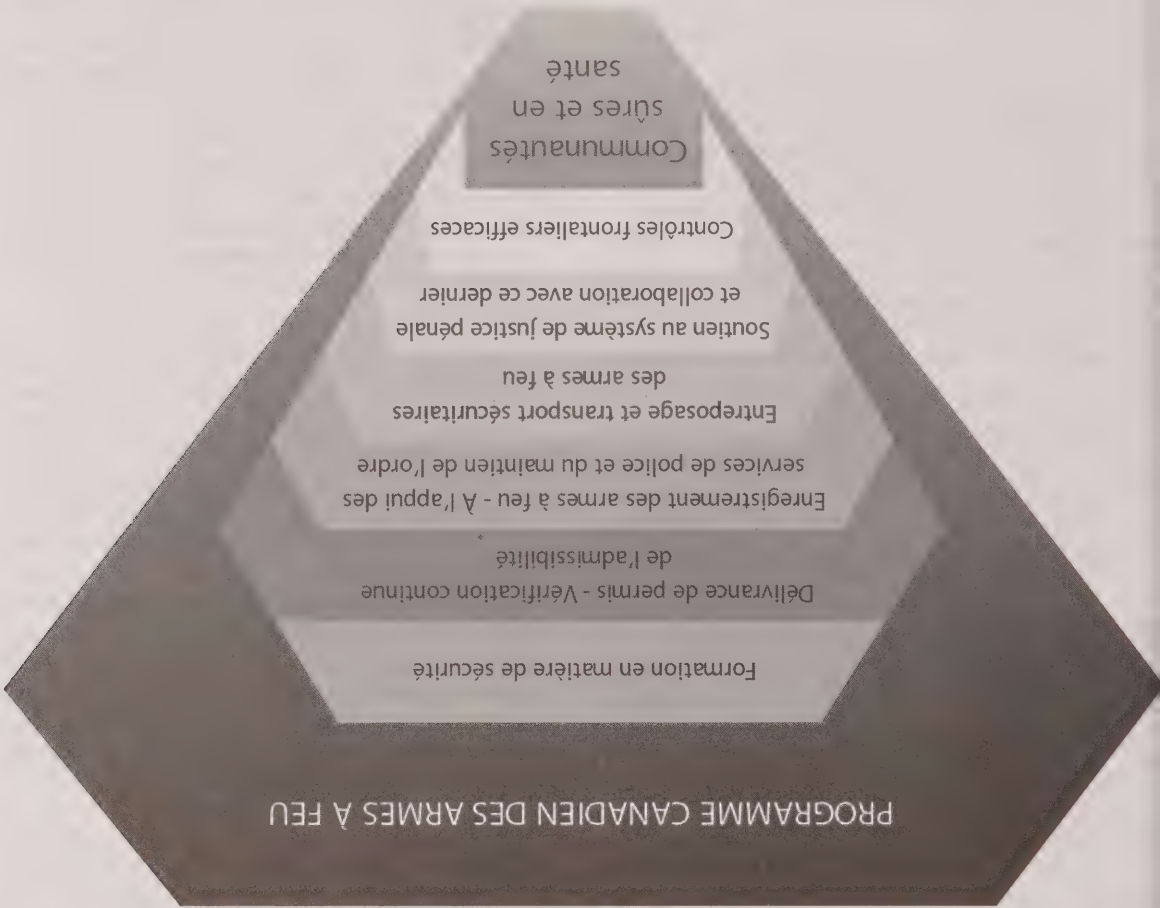 PROGRAMME CANADIEN DES ARMES À FEU
Formation en matière de sécurité
Délivrance de permis - Vérification continue
de l'admissibilité
Enregistrement des armes à feu - À l'appui des
services de police et du maintien de l'ordre
Entreposage et transport sécuritaires
des armes à feu
Soutien au système de justice pénale
et collaboration avec ce dernier
Contrôles frontaliers efficaces
Communautés
sûres et en
santé